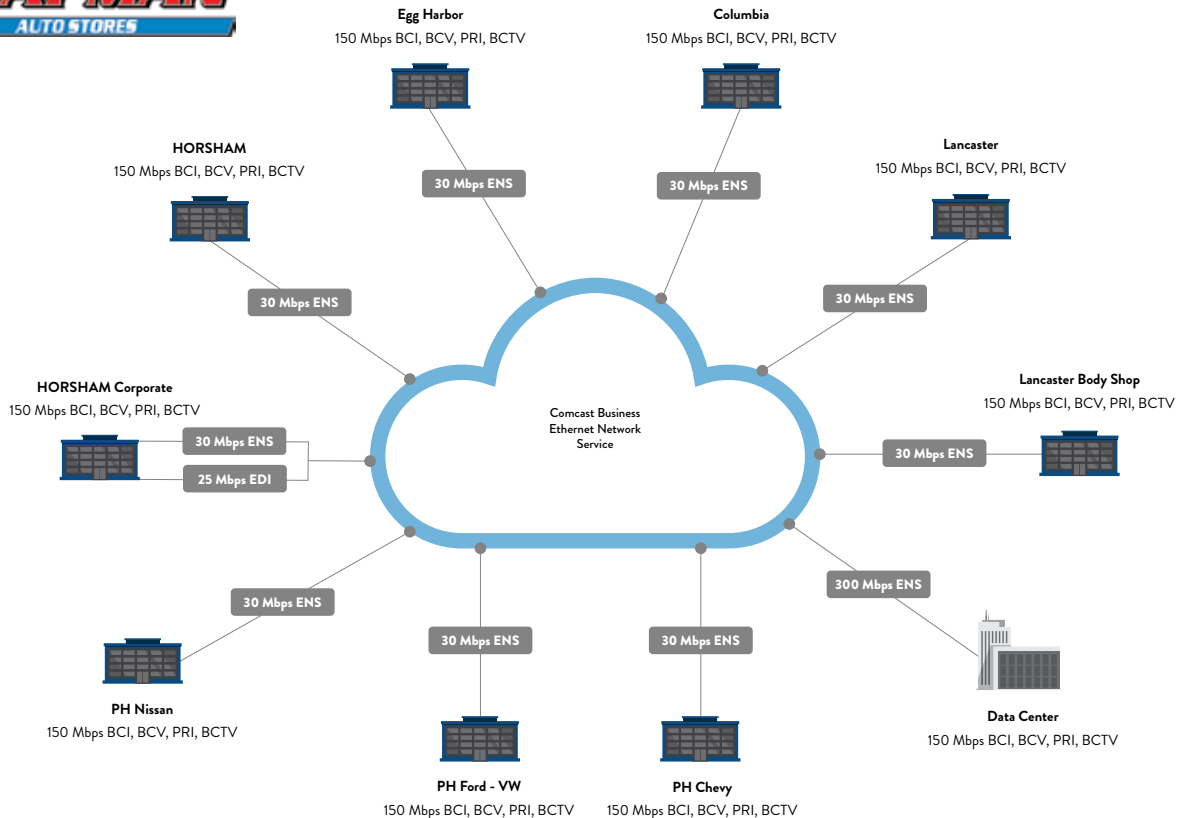 AUTO STORES
Egg Harbor
150 Mbps BCI, BCV, PRI, BCTV
Columbia
150 Mbps BCI, BCV, PRI, BCTV
HORSHAM
150 Mbps BCI, BCV, PRI, BCTV
Lancaster
150 Mbps BCI, BCV, PRI, BCTV
30 Mbps ENS
30 Mbps ENS
30 Mbps ENS
30 Mbps ENS
HORSHAM Corporate
150 Mbps BCI, BCV, PRI, BCTV
30 Mbps ENS
25 Mbps EDI
Comcast Business
Ethernet Network
Service
Lancaster Body Shop
150 Mbps BCI, BCV, PRI, BCTV
30 Mbps ENS
30 Mbps ENS
30 Mbps ENS
30 Mbps ENS
300 Mbps ENS
PH Nissan
150 Mbps BCI, BCV, PRI, BCTV
PH Ford - VW
150 Mbps BCI, BCV, PRI, BCTV
PH Chevy
150 Mbps BCI, BCV, PRI, BCTV
Data Center
150 Mbps BCI, BCV, PRI, BCTV